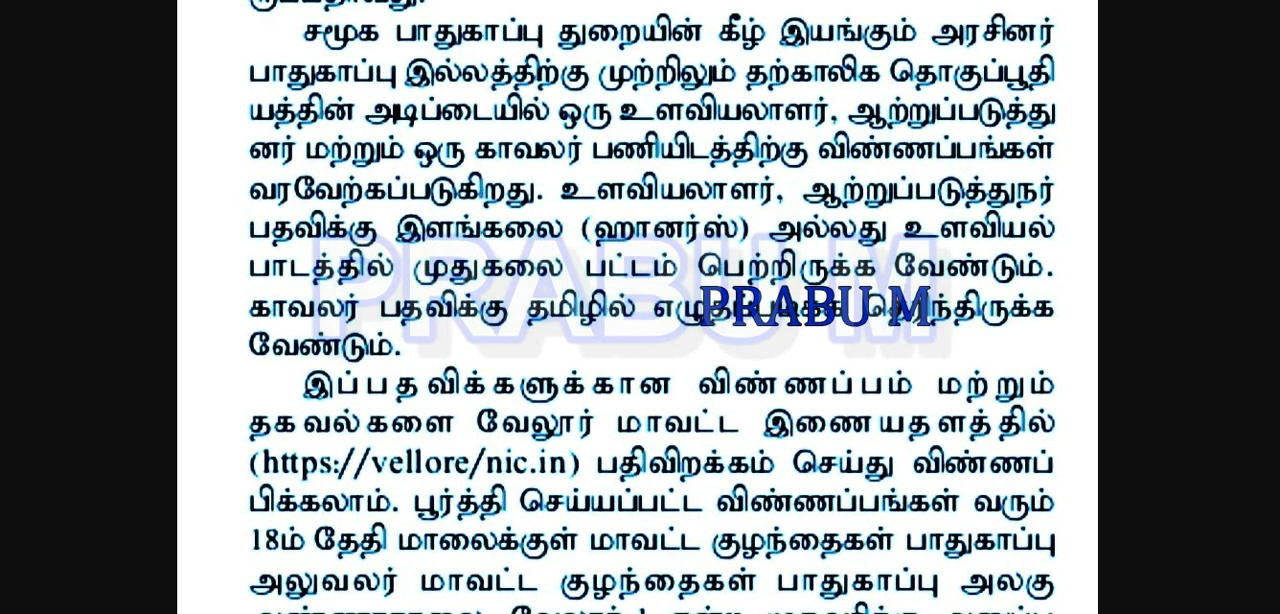 சமூக பாதுகாப்பு துறையின் கீழ் இயங்கும் அரசினர்
பாதுகாப்பு இல்லத்திற்கு முற்றிலும் தற்காலிக தொகுப்பூதி
யத்தின் அடிப்டையில் ஒரு உளவியலாளர், ஆற்றுப்படுத்து
னர் மற்றும் ஒரு காவலர் பணியிடத்திற்கு விண்ணப்பங்கள்
வரவேற்கப்படுகிறது. உளவியலாளர், ஆற்றுப்படுத்துநர்
பதவிக்கு இளங்கலை (ஹானர்ஸ்) அல்லது உளவியல்
பாடத்தில் முதுகலை பட்டம் பெற்றிருக்க வேண்டும்.
காவலர் பதவிக்கு தமிழில்
PRABU M
PRABU M
வேண்டும்.
இப்பதவிக்களுக்கான விண்ணப்பம் மற்றும்
தகவல்களை வேலூர் மாவட்ட இணையதளத்தில்
(https://vellore/nic.in) பதிவிறக்கம் செய்து விண்ணப்
பிக்கலாம். பூர்த்தி செய்யப்பட்ட விண்ணப்பங்கள் வரும்
18ம் தேதி மாலைக்குள் மாவட்ட குழந்தைகள் பாதுகாப்பு
அலுவலர் மாவட்ட குழந்தைகள் பாதுகாப்பு அலகு